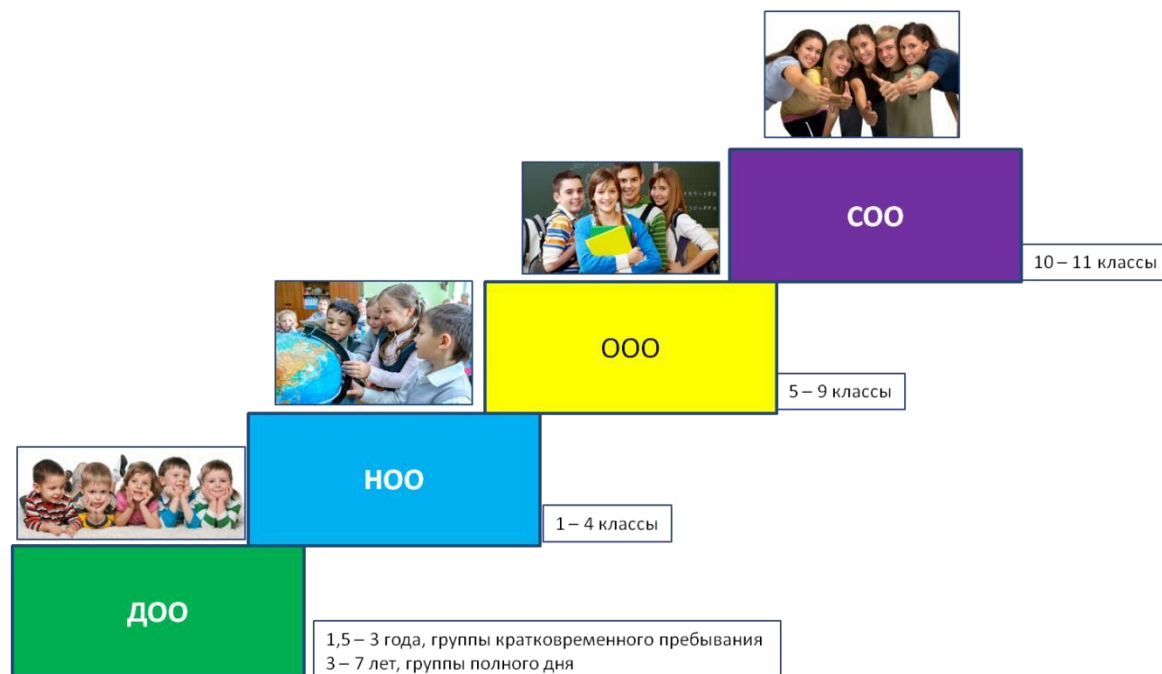 СОО
10 – 11 классы
ООО
5 – 9 классы
НОО
1 – 4 классы
ДОО
1,5 – 3 года, группы кратковременного пребывания
3 – 7 лет, группы полного дня